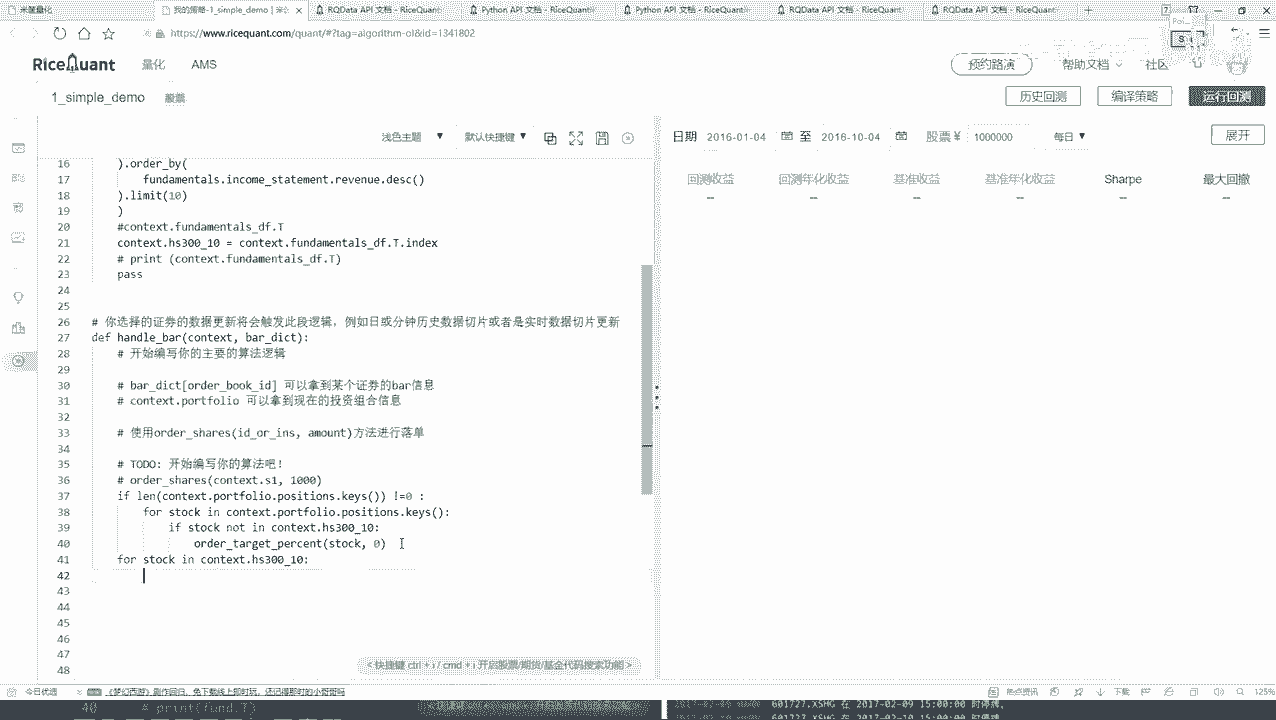 米筐量化
我的策略-1_simple_demo | 米筐
RQData API 文档 - RiceQuant
Python API 文档 - RiceQuant
Python API 文档 - RiceQuant
RQData API 文档 - RiceQuant
RQData API 文档 - RiceQuant
https://www.ricequant.com/quant/#?tag=algorithm-ol&id=1341802
RiceQuant 量化 AMS 预约路演 帮助文档 社区
1_simple_demo 历史回测 编译策略 运行回测
浅色主题 默认快捷键 日期 2016-01-04 至 2016-10-04 股票 ¥ 1000000 每日 展开
回测收益 回测年化收益 基准收益 基准年化收益 Sharpe 最大回撤
-- -- -- -- -- --
16 ).order_by(
17 fundamentals.income_statement.revenue.desc()
18 ).limit(10)
19 )
20 #context.fundamentals_df.T
21 context.hs300_10 = context.fundamentals_df.T.index
22 # print (context.fundamentals_df.T)
23 pass
24
25
26 # 你选择的证券的数据更新将会触发此段逻辑，例如日或分钟历史数据切片或者是实时数据切片更新
27 def handle_bar(context, bar_dict):
28 # 开始编写你的主要的算法逻辑
29
30 # bar_dict[order_book_id] 可以拿到某个证券的bar信息
31 # context.portfolio 可以拿到现在的投资组合信息
32
33 # 使用order_shares(id_or_ins, amount)方法进行落单
34
35 # TODO: 开始编写你的算法吧！
36 # order_shares(context.s1, 1000)
37 if len(context.portfolio.positions.keys()) !=0 :
38 for stock in context.portfolio.positions.keys():
39 if stock not in context.hs300_10:
40 order_target_percent(stock, 0)
41 for stock in context.hs300_10:
42
43
44
45
46
47
48
< 快捷键 ctrl + i / cmd + i 开启股票/期货/基金代码搜索功能 >
今日优选 热点资讯 下载 125%
40 # print(fund.T)
601727.XSHG 在 2017-02-09 15:00:00 时停牌。
2017-02-10 15:00:00 601727.XSHG 在 2017-02-10 15:00:00 时停牌。